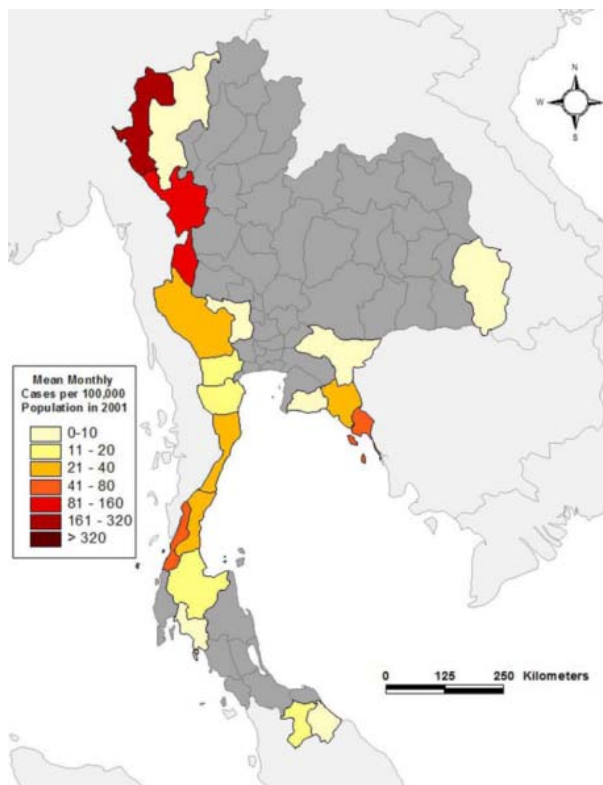 N
W E
S
Mean Monthly
Cases per 100,000
Population in 2001
0-10
11 - 20
21 - 40
41 - 80
81 - 160
161 - 320
> 320
0 125 250 Kilometers